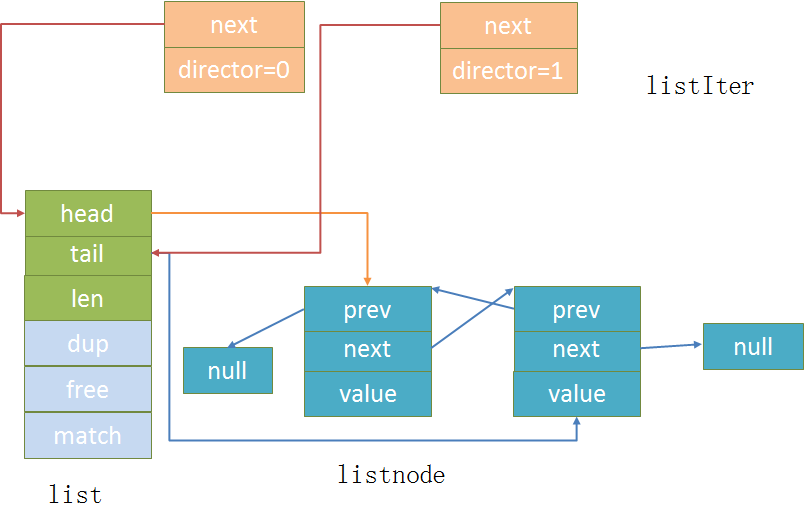 next
director=0
next
director=1
listIter
head
tail
len
dup
free
match
list
null
prev
next
value
prev
next
value
null
listnode